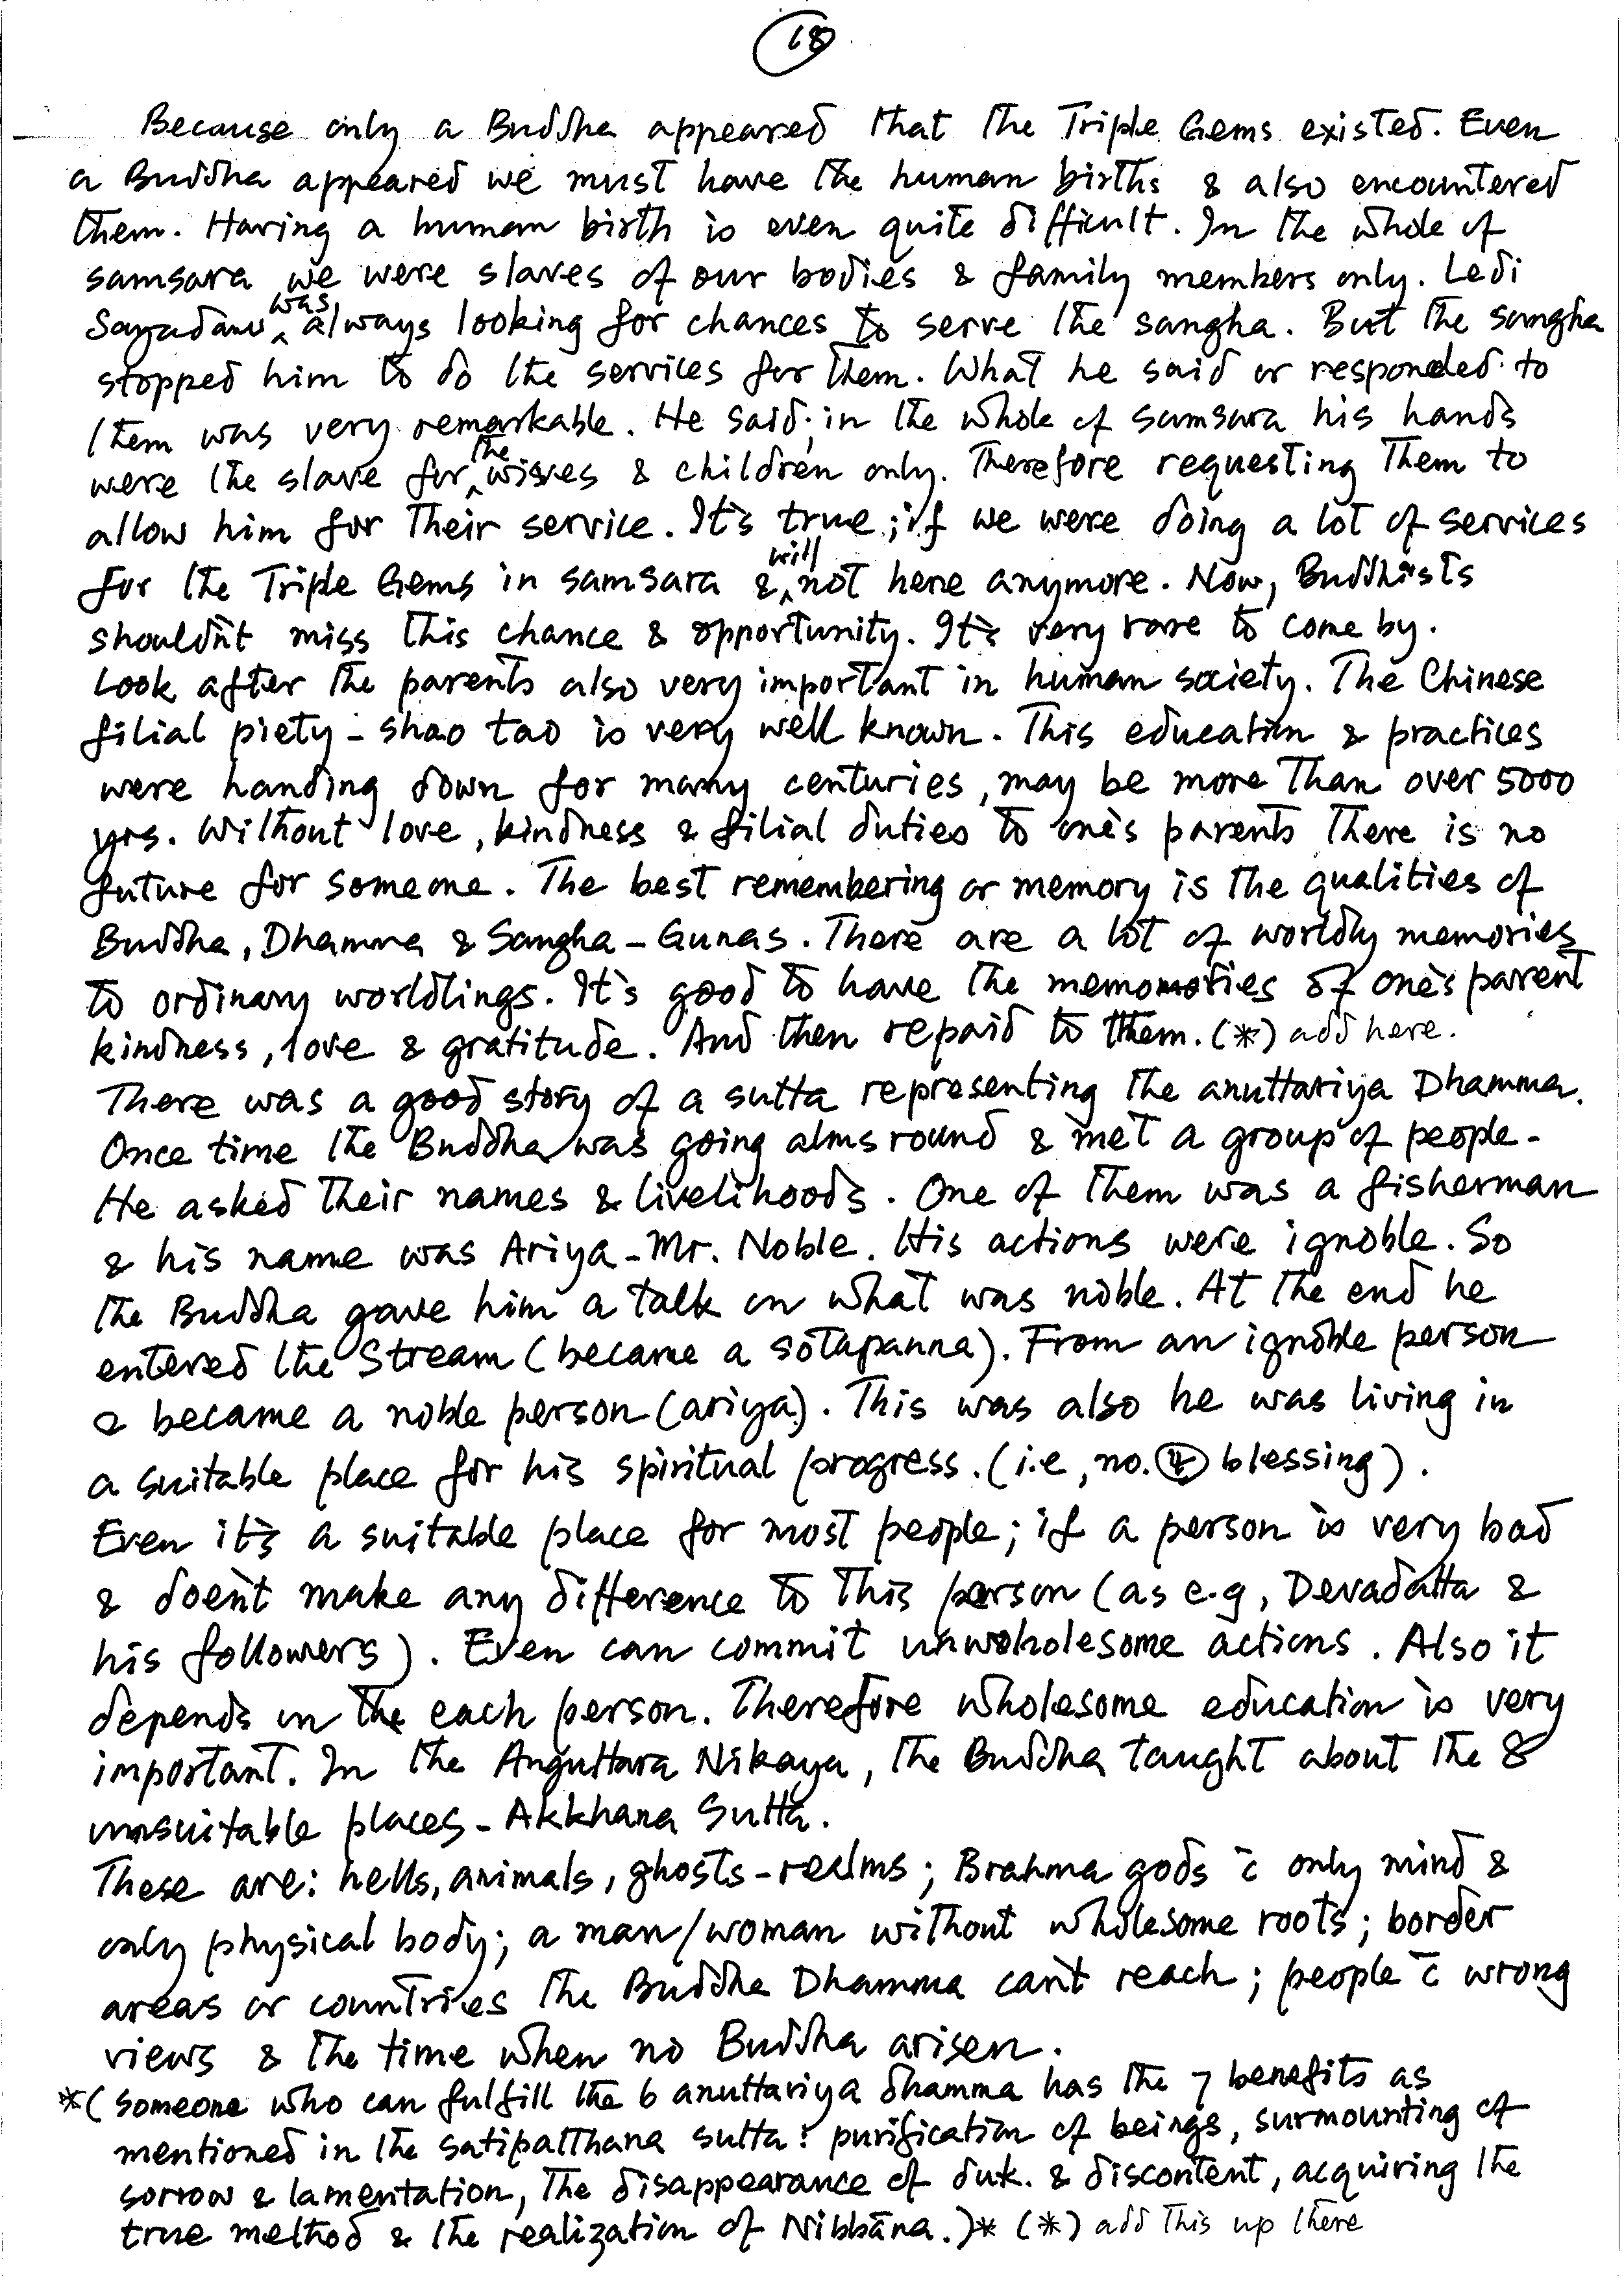 18
Because only a Buddha appeared that the Triple Gems existed. Even
a Buddha appeared we must have the human births & also encountered
them. Having a human birth is even quite difficult. In the whole of
samsara we were slaves of our bodies & family members only. Ledi
Sayadaw was always looking for chances to serve the sangha. But the sangha
stopped him to do the services for them. What he said or responded to
them was very remarkable. He said; in the whole of samsara his hands
were the slave for the wives & children only. Therefore requesting Them to
allow him for Their service. It's true; if we were doing a lot of services
for the Triple Gems in samsara & will not here anymore. Now, Buddhists
shouldn't miss this chance & opportunity. It's very rare to come by.
Look after the parents also very important in human society. The Chinese
filial piety - shao tao is very well known. This education & practices
were handing down for many centuries, may be more than over 5000
yrs. Without love, kindness & filial duties to one's parents there is no
future for someone. The best remembering or memory is the qualities of
Buddha, Dhamma & Sangha - Gunas. There are a lot of worldly memories
to ordinary worldlings. It's good to have the memomories of one's parent
kindness, love & gratitude. And then repaid to them. (*) add here.
There was a good story of a sutta representing the anuttariya Dhamma.
Once time the Buddha was going alms round & met a group of people.
He asked their names & livelihoods. One of them was a fisherman
& his name was Ariya - Mr. Noble. His actions were ignoble. So
the Buddha gave him a talk on what was noble. At the end he
entered the Stream (became a sotapanna). From an ignoble person
& became a noble person (ariya). This was also he was living in
a suitable place for his spiritual progress. (i.e, no. 4 blessing).
Even it's a suitable place for most people; if a person is very bad
& doen't make any difference to this person (as e.g, Devadatta &
his followers). Even can commit unwoholesome actions. Also it
depends on the each person. Therefore wholesome education is very
important. In the Anguttara Nikaya, the Buddha taught about the 8
unsuitable places - Akkhana Sutta.
These are: hells, animals, ghosts - realms; Brahma gods c̄ only mind &
only physical body; a man/woman without wholesome roots; border
areas or countries the Buddha Dhamma can't reach; people c̄ wrong
views & the time when no Buddha arisen.
*(someone who can fulfill the 6 anuttariya dhamma has the 7 benefits as
mentioned in the satipatthana sutta: purification of beings, surmounting of
sorrow & lamentation, the disappearance of duk. & discontent, acquiring the
true method & the realization of Nibbāna.)* (*) add this up there